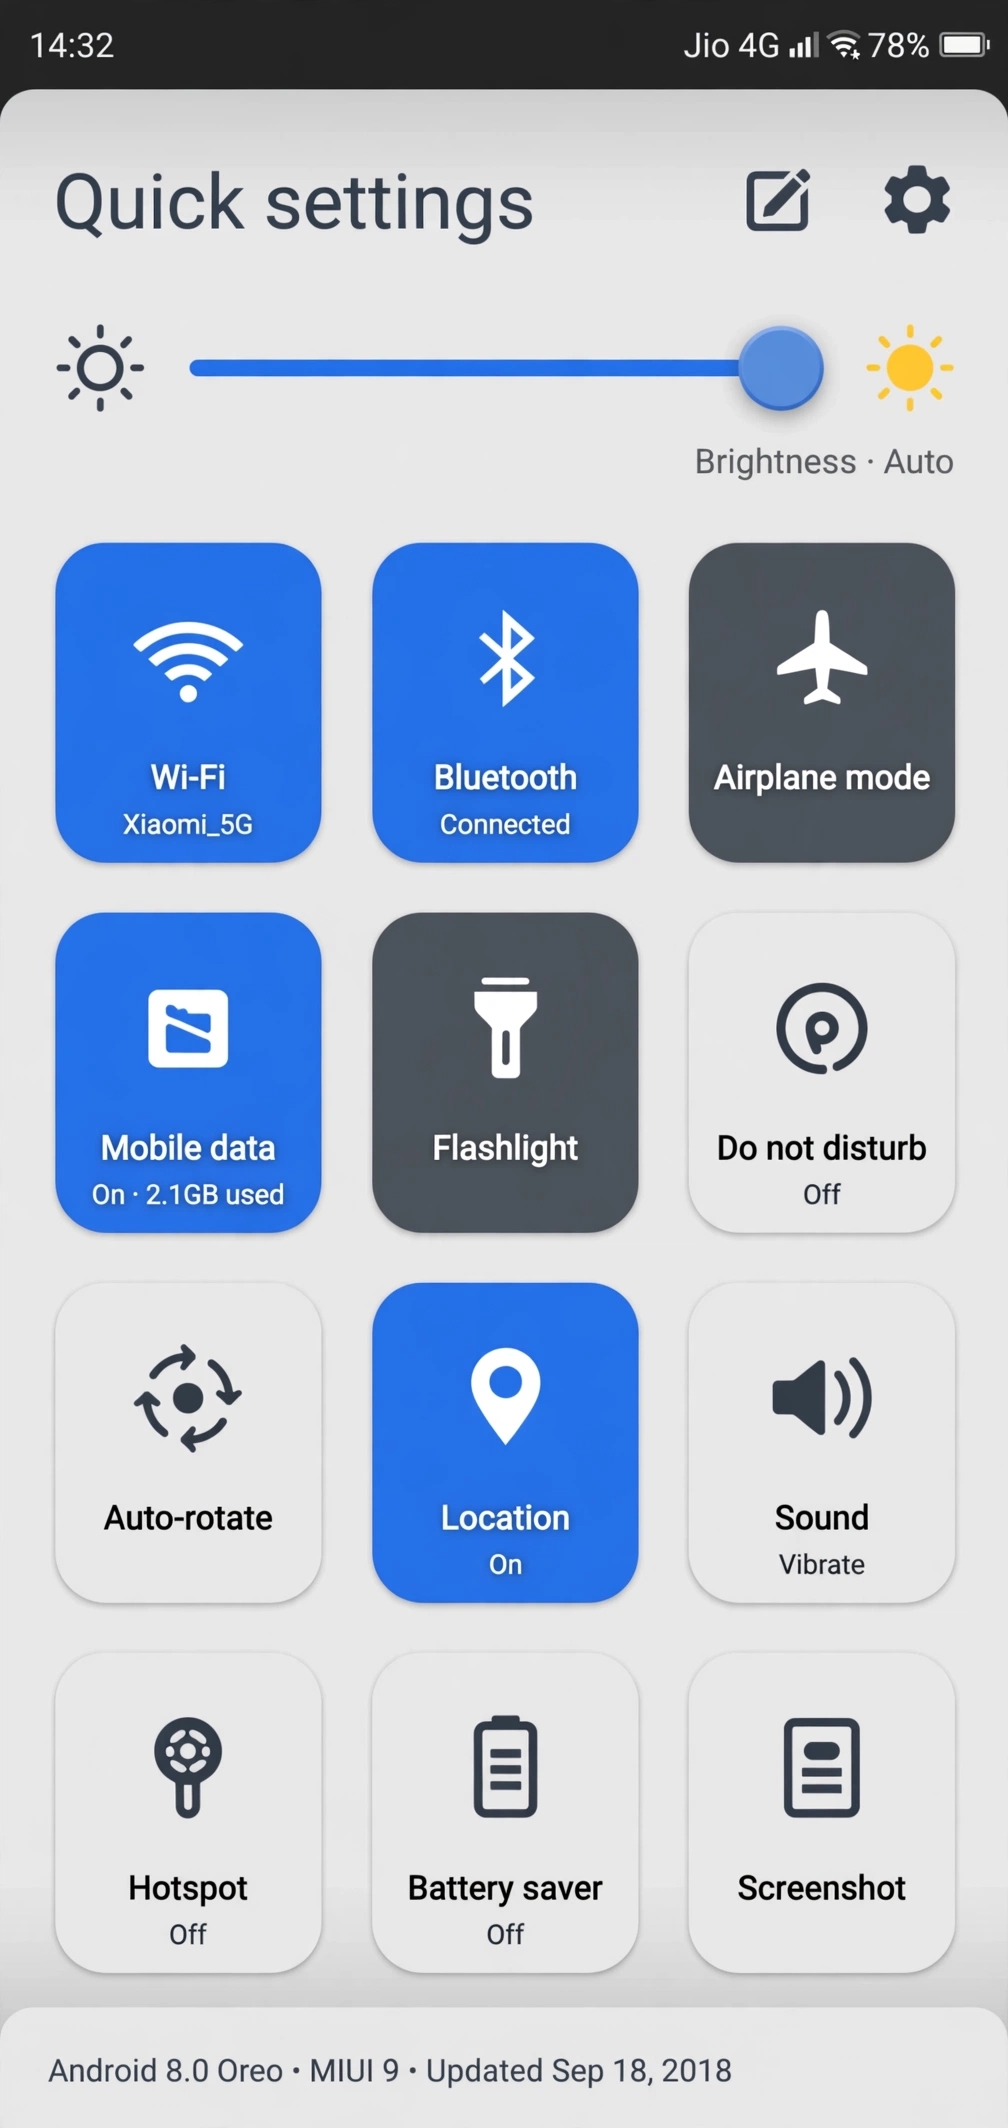 14:32
Jio 4G 78%
Quick settings
Brightness · Auto
Wi-Fi
Xiaomi_5G
Bluetooth
Connected
Airplane mode
Mobile data
On · 2.1GB used
Flashlight
Do not disturb
Off
Auto-rotate
Location
On
Sound
Vibrate
Hotspot
Off
Battery saver
Off
Screenshot
Android 8.0 Oreo • MIUI 9 • Updated Sep 18, 2018